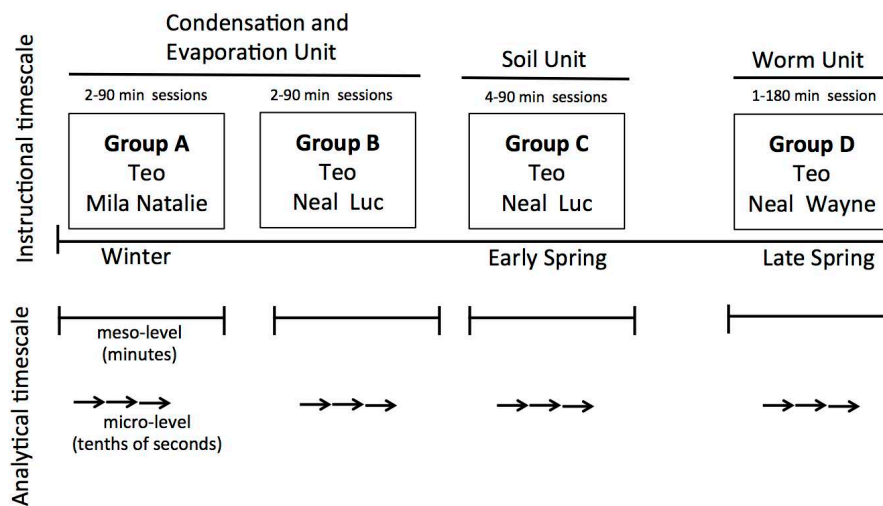 Instructional timescale
Condensation and
Evaporation Unit
Soil Unit
Worm Unit
2-90 min sessions
2-90 min sessions
4-90 min sessions
1-180 min session
Group A
Teo
Mila Natalie
Group B
Teo
Neal Luc
Group C
Teo
Neal Luc
Group D
Teo
Neal Wayne
Winter
Early Spring
Late Spring
Analytical timescale
meso-level
(minutes)
micro-level
(tenths of seconds)